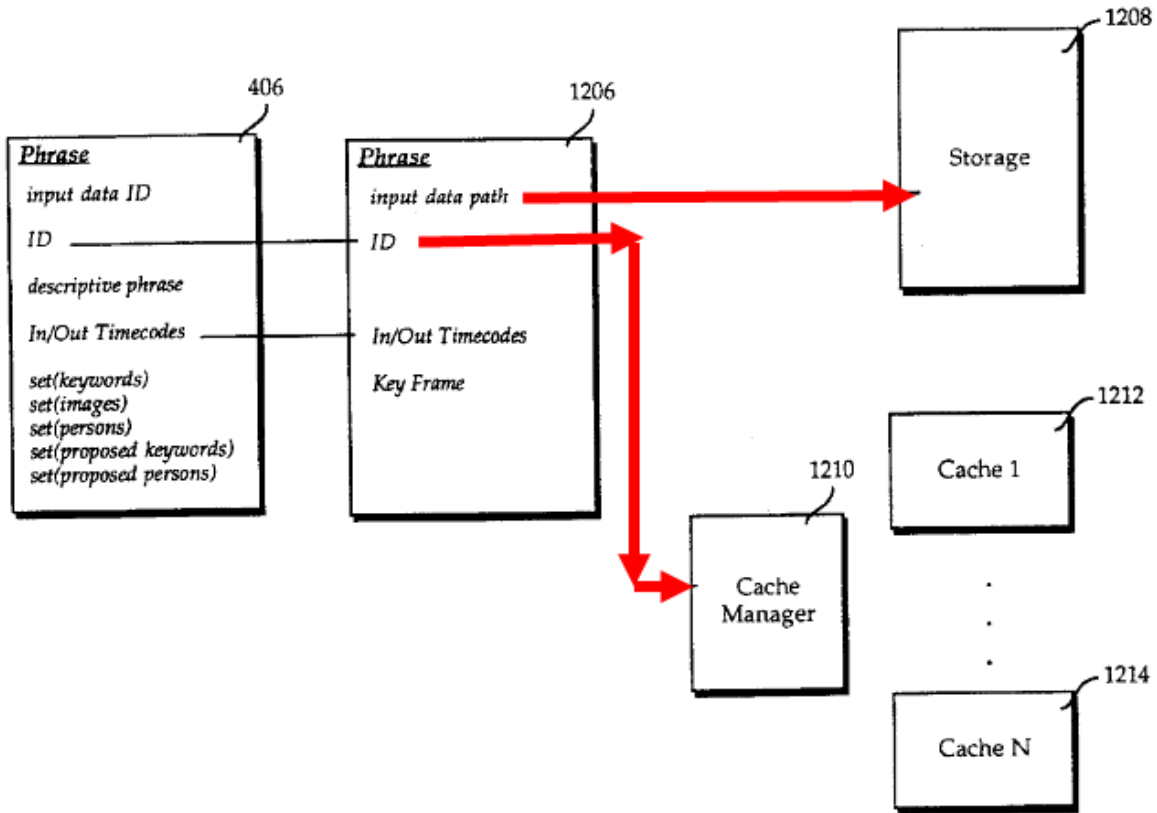 406
Phrase
input data ID
ID
descriptive phrase
In/Out Timecodes
set(keywords)
set(images)
set(persons)
set(proposed keywords)
set(proposed persons)
1206
Phrase
input data path
ID
In/Out Timecodes
Key Frame
1208
Storage
1210
Cache
Manager
1212
Cache 1
1214
Cache N